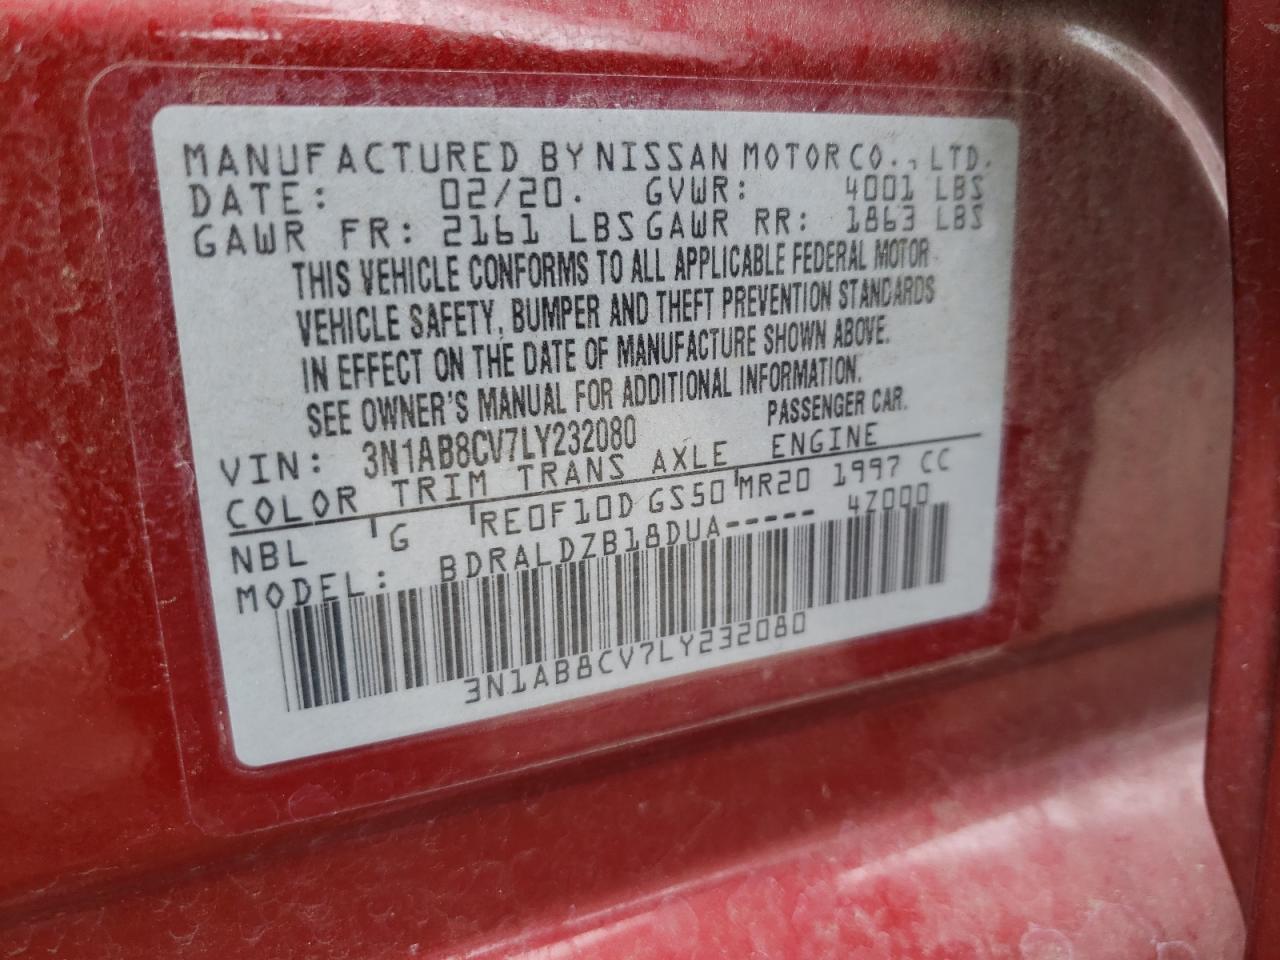 MANUFACTURED BY NISSAN MOTOR CO., LTD.
DATE: 02/20. GVWR: 4001 LBS
GAWR FR: 2161 LBS GAWR RR: 1863 LBS
THIS VEHICLE CONFORMS TO ALL APPLICABLE FEDERAL MOTOR
VEHICLE SAFETY, BUMPER AND THEFT PREVENTION STANDARDS
IN EFFECT ON THE DATE OF MANUFACTURE SHOWN ABOVE.
SEE OWNER'S MANUAL FOR ADDITIONAL INFORMATION.
VIN: 3N1AB8CV7LY232080 PASSENGER CAR.
COLOR TRIM TRANS AXLE ENGINE
NBL 'G 'RE0F10D GS50 'MR20 1997 CC
MODEL: BDRALDZB18DUA----- 4Z000
3N1AB8CV7LY232080